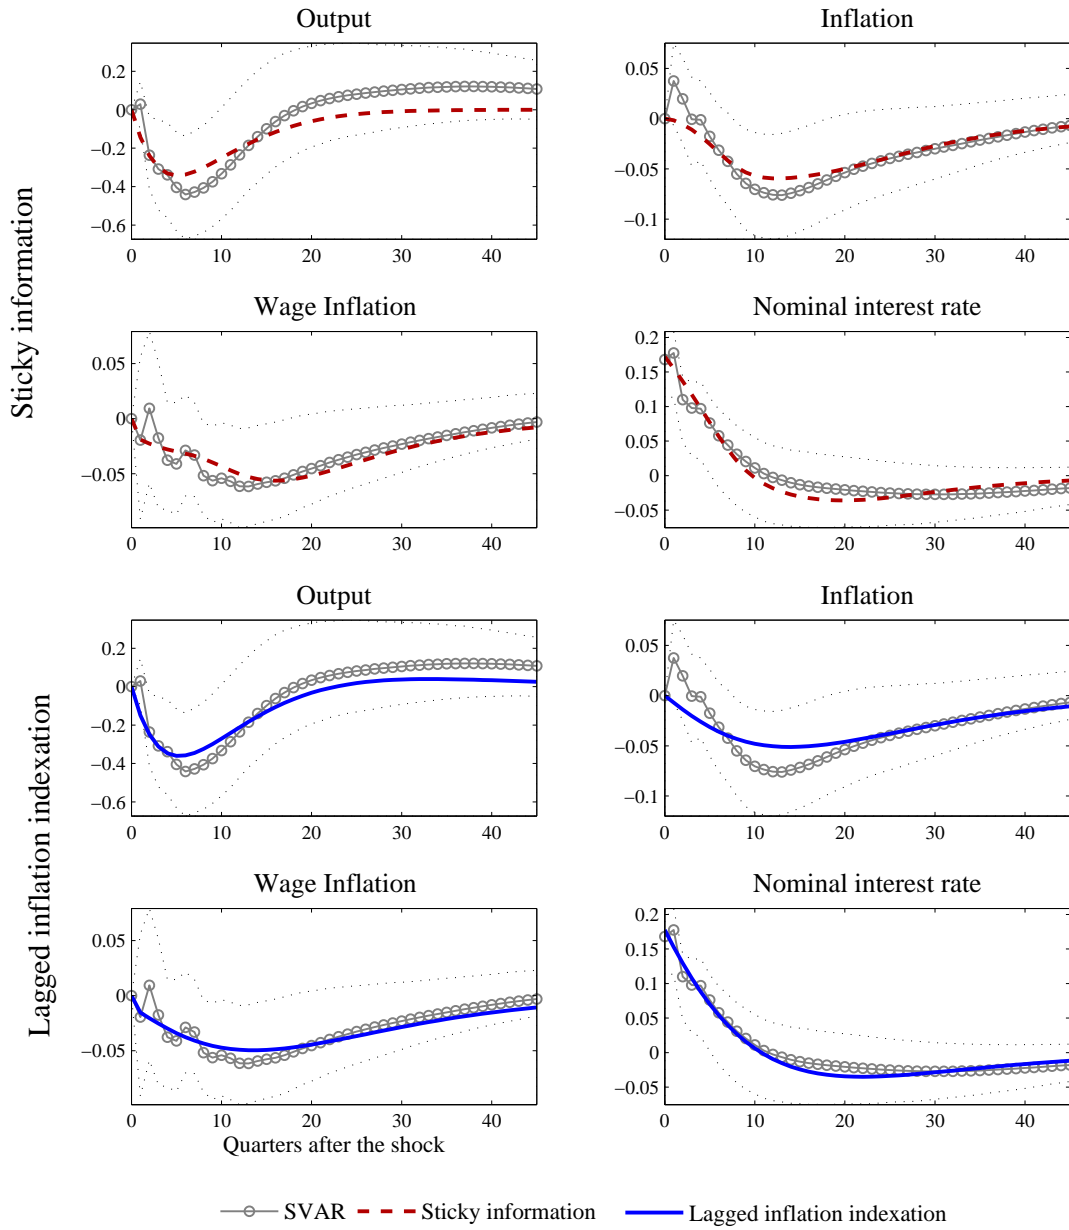 Output
Inflation
0.2
0
−0.2
−0.4
−0.6
0 10 20 30 40
0.05
0
−0.05
−0.1
0 10 20 30 40
Sticky information
Wage Inflation
Nominal interest rate
0.05
0
−0.05
0 10 20 30 40
0.2
0.15
0.1
0.05
0
−0.05
0 10 20 30 40
Output
Inflation
0.2
0
−0.2
−0.4
−0.6
0 10 20 30 40
0.05
0
−0.05
−0.1
0 10 20 30 40
Lagged inflation indexation
Wage Inflation
Nominal interest rate
0.05
0
−0.05
0 10 20 30 40
Quarters after the shock
0.2
0.15
0.1
0.05
0
−0.05
0 10 20 30 40
SVAR Sticky information Lagged inflation indexation